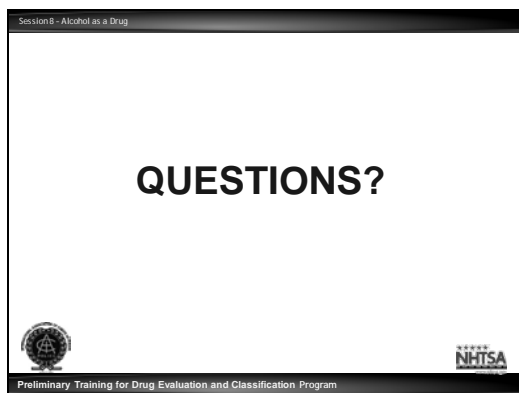 Session 8 - Alcohol as a Drug
QUESTIONS?
NHTSA
Preliminary Training for Drug Evaluation and Classification Program